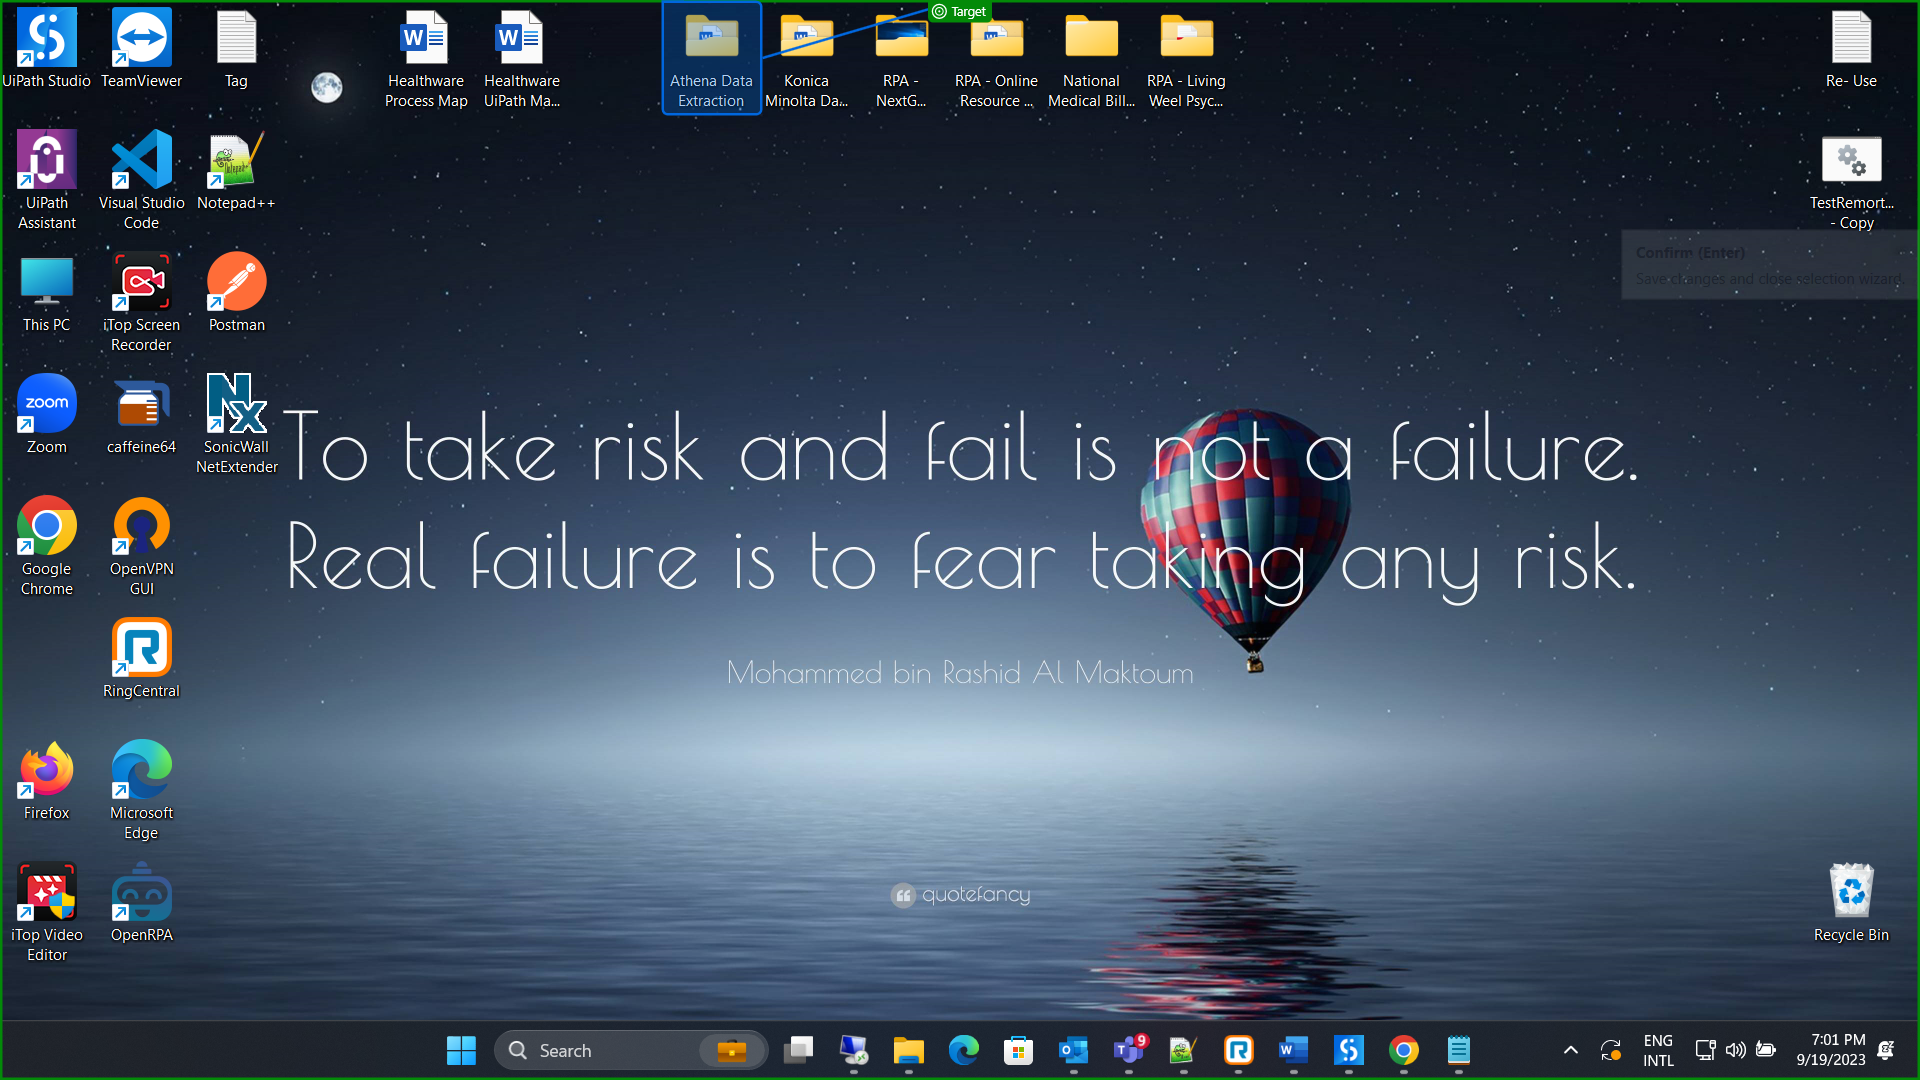 Target
UiPath Studio
TeamViewer
Tag
Healthware
Process Map
Healthware
UiPath Ma...
Athena Data
Extraction
Konica
Minolta Da...
RPA -
NextG...
RPA - Online
Resource ...
National
Medical Bill...
RPA - Living
Weel Psyc...
Re- Use
UiPath
Assistant
Visual Studio
Code
Notepad++
TestRemort...
- Copy
Confirm (Enter)
Save changes and close selection wizard.
This PC
iTop Screen
Recorder
Postman
zoom
Zoom
caffeine64
SonicWall
NetExtender
To take risk and fail is not a failure.
Real failure is to fear taking any risk.
Mohammed bin Rashid Al Maktoum
Google
Chrome
OpenVPN
GUI
RingCentral
Firefox
Microsoft
Edge
iTop Video
Editor
OpenRPA
quotefancy
Recycle Bin
Search
9
ENG
INTL
7:01 PM
9/19/2023